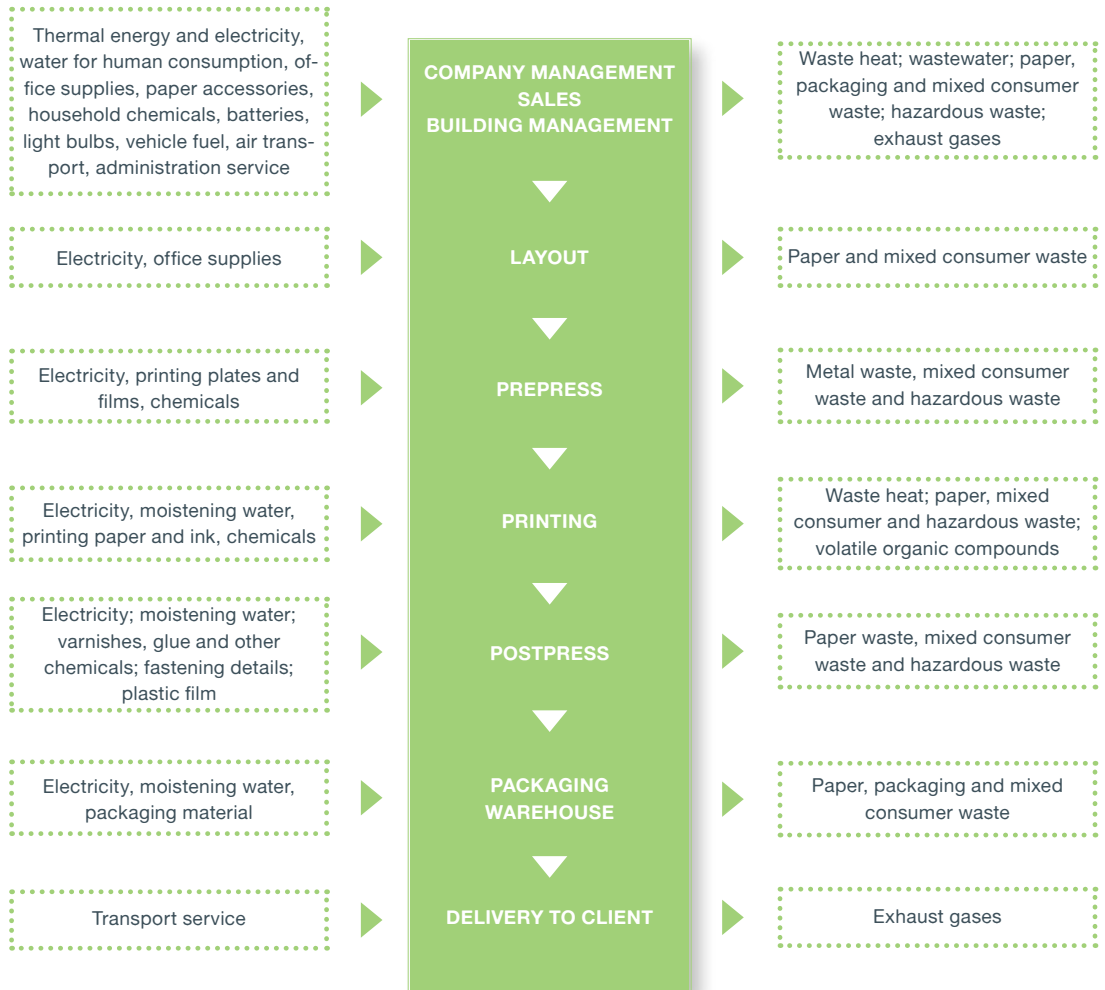 Thermal energy and electricity,
water for human consumption, of-
fice supplies, paper accessories,
household chemicals, batteries,
light bulbs, vehicle fuel, air trans-
port, administration service
COMPANY MANAGEMENT
SALES
BUILDING MANAGEMENT
Waste heat; wastewater; paper,
packaging and mixed consumer
waste; hazardous waste;
exhaust gases
Electricity, office supplies
LAYOUT
Paper and mixed consumer waste
Electricity, printing plates and
films, chemicals
PREPRESS
Metal waste, mixed consumer
waste and hazardous waste
Electricity, moistening water,
printing paper and ink, chemicals
PRINTING
Waste heat; paper, mixed
consumer and hazardous waste;
volatile organic compounds
Electricity; moistening water;
varnishes, glue and other
chemicals; fastening details;
plastic film
POSTPRESS
Paper waste, mixed consumer
waste and hazardous waste
Electricity, moistening water,
packaging material
PACKAGING
WAREHOUSE
Paper, packaging and mixed
consumer waste
Transport service
DELIVERY TO CLIENT
Exhaust gases